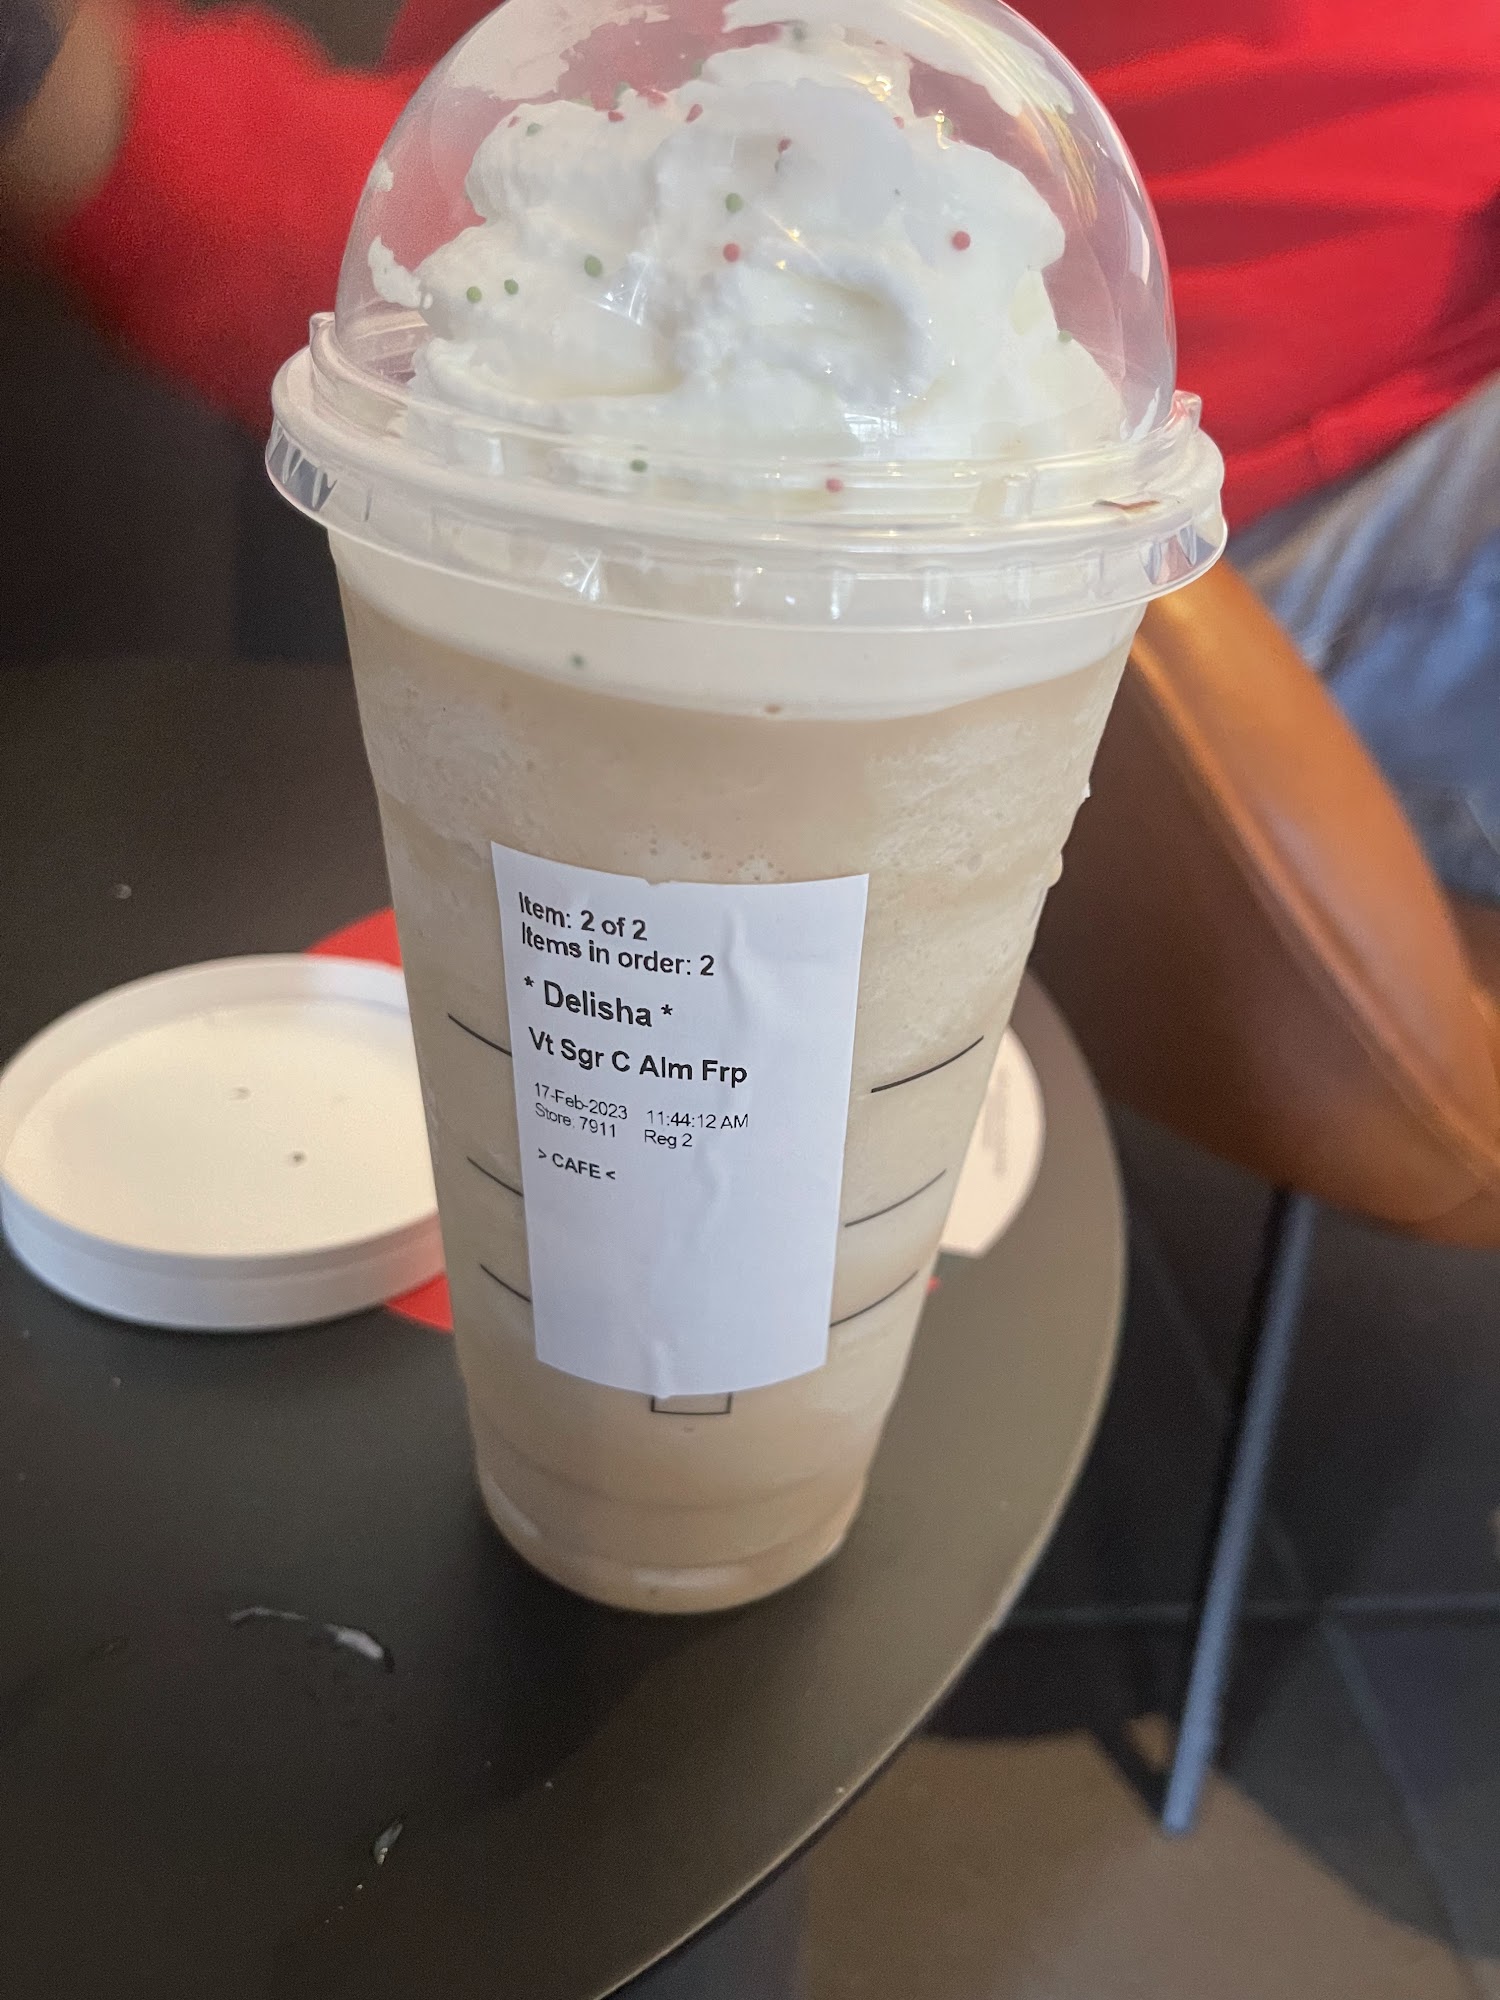 Item: 2 of 2
Items in order: 2
* Delisha *
Vt Sgr C Alm Frp
17-Feb-2023 11:44:12 AM
Store: 7911 Reg 2
> CAFE <